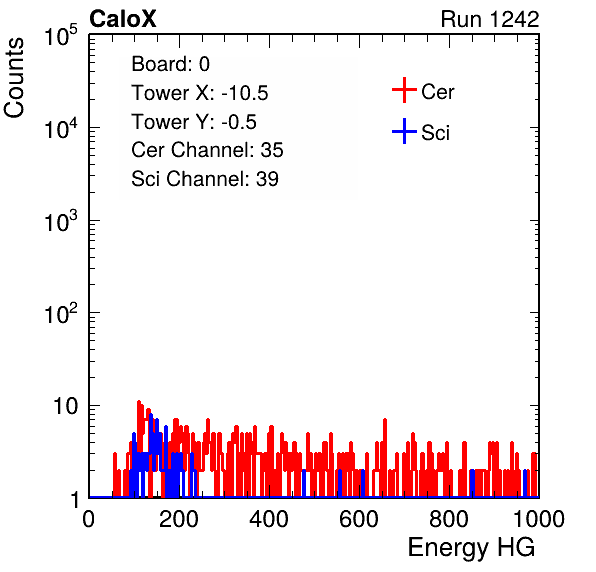 CaloX Run 1242
Counts
10^5
10^4
10^3
10^2
10
1
Board: 0
Tower X: -10.5
Tower Y: -0.5
Cer Channel: 35
Sci Channel: 39
Cer
Sci
0 200 400 600 800 1000
Energy HG